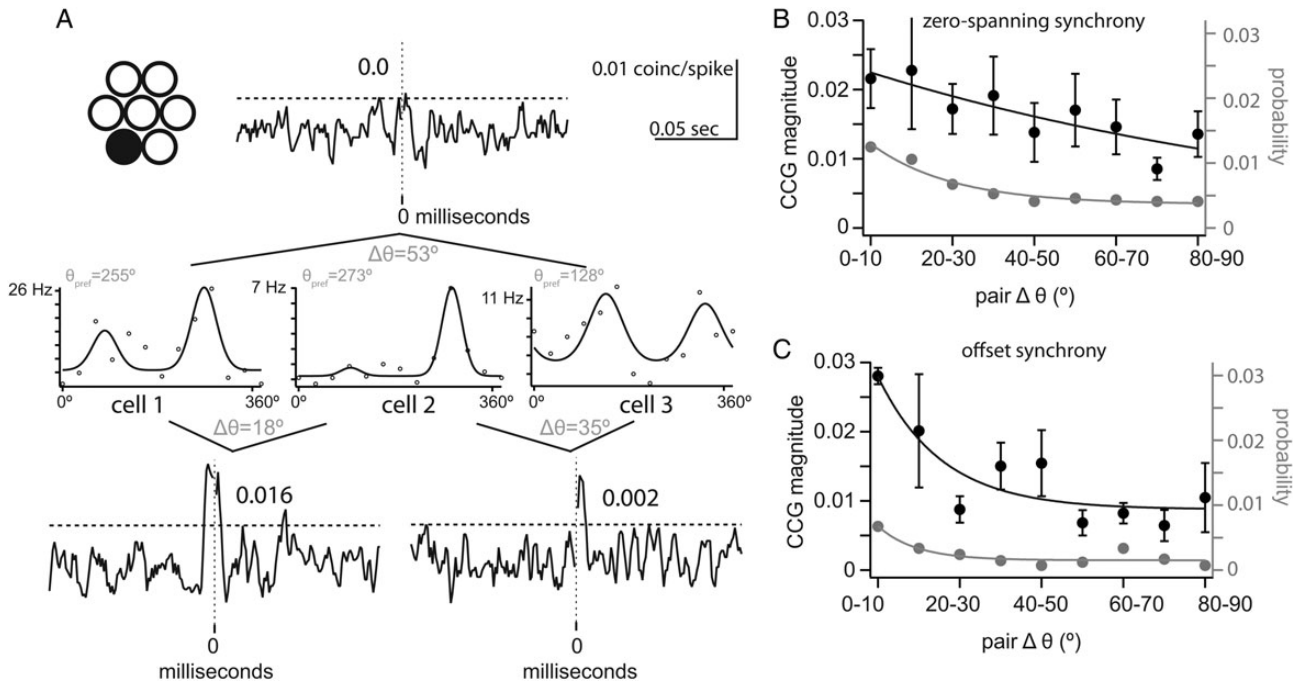 A
0.0
0.01 coinc/spike
0.05 sec
0 milliseconds
Δθ=53º
θpref=255º
θpref=273º
θpref=128º
26 Hz
7 Hz
11 Hz
0º
360º
0º
360º
0º
360º
cell 1
cell 2
cell 3
Δθ=18º
Δθ=35º
0.016
0.002
0
milliseconds
0
milliseconds
B
zero-spanning synchrony
0.03
0.02
0.01
0
CCG magnitude
0.03
0.02
0.01
0
probability
0-10
20-30
40-50
60-70
80-90
pair Δ θ (º)
C
offset synchrony
0.03
0.02
0.01
0
CCG magnitude
0.03
0.02
0.01
0
probability
0-10
20-30
40-50
60-70
80-90
pair Δ θ (º)